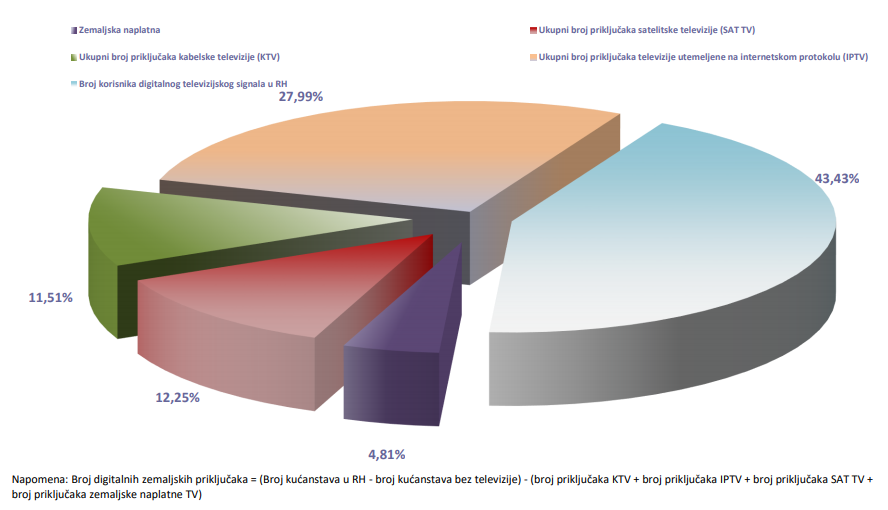 Zemaljska naplatna
Ukupni broj priključaka satelitske televizije (SAT TV)
Ukupni broj priključaka kabelske televizije (KTV)
Ukupni broj priključaka televizije utemeljene na internetskom protokolu (IPTV)
Broj korisnika digitalnog televizijskog signala u RH
27,99%
43,43%
11,51%
12,25%
4,81%
Napomena: Broj digitalnih zemaljskih priključaka = (Broj kućanstava u RH - broj kućanstava bez televizije) - (broj priključaka KTV + broj priključaka IPTV + broj priključaka SAT TV +
broj priključaka zemaljske naplatne TV)